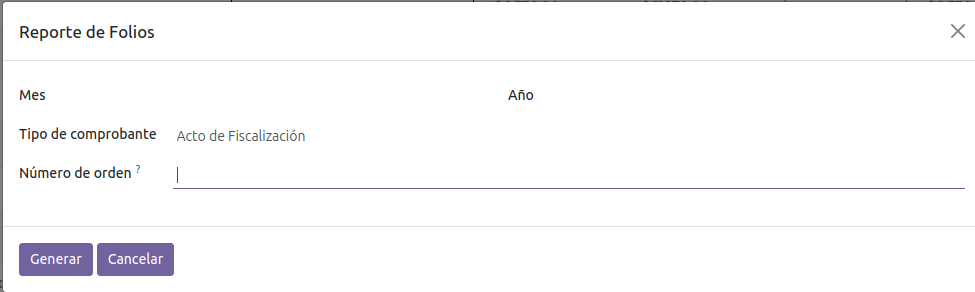 Reporte de Folios
Mes Año
Tipo de comprobante Acto de Fiscalización
Número de orden ?
Generar Cancelar